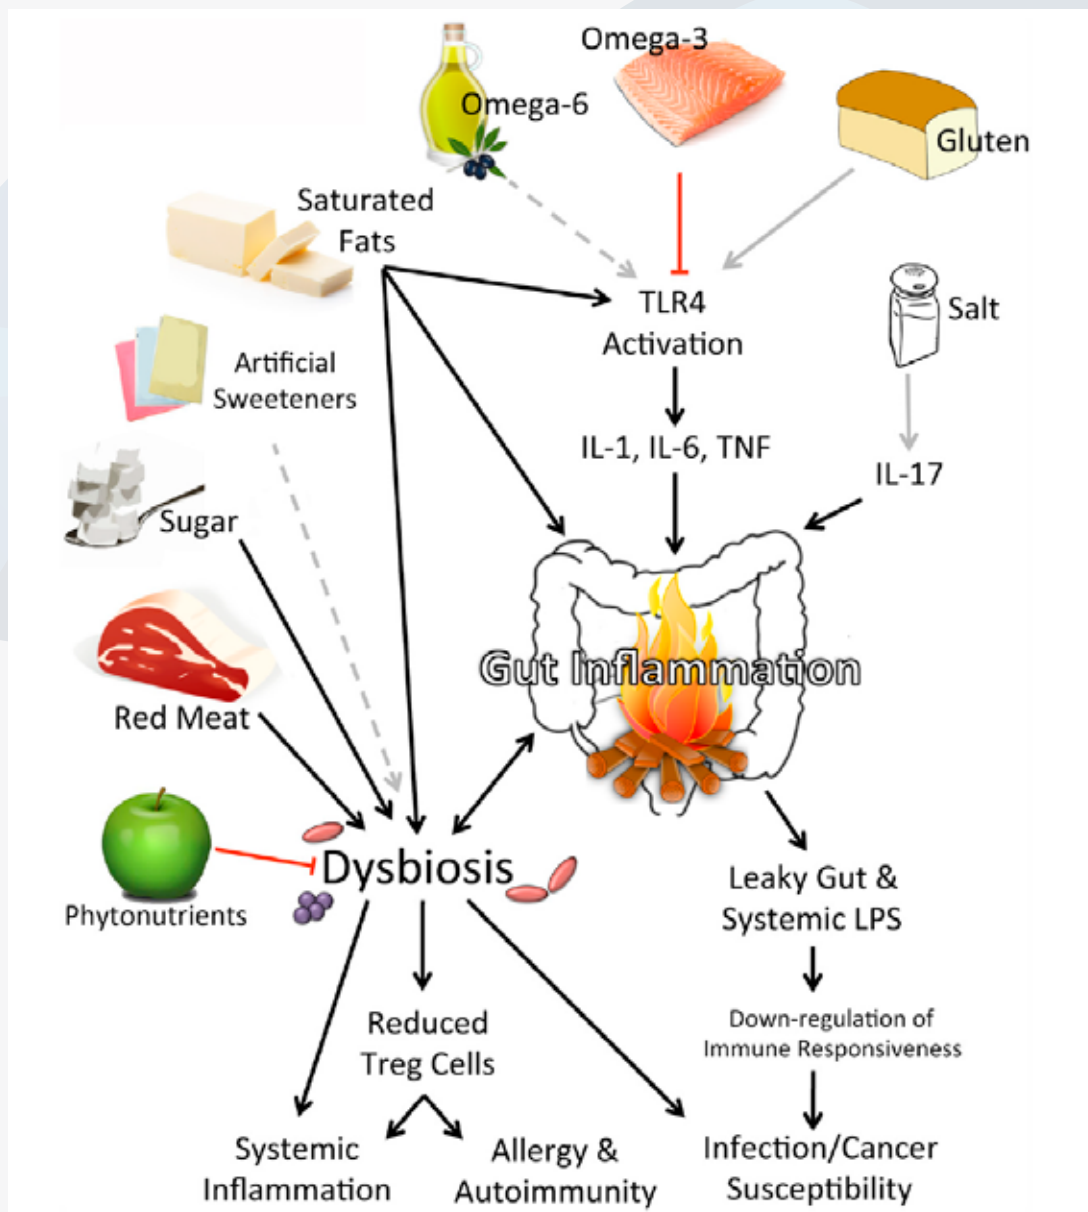 Omega-3
Omega-6
Gluten
Saturated
Fats
TLR4
Activation
Salt
Artificial
Sweeteners
IL-1, IL-6, TNF
IL-17
Sugar
Gut Inflammation
Red Meat
Dysbiosis
Phytonutrients
Leaky Gut &
Systemic LPS
Reduced
Treg Cells
Down-regulation of
Immune Responsiveness
Systemic
Inflammation
Allergy &
Autoimmunity
Infection/Cancer
Susceptibility